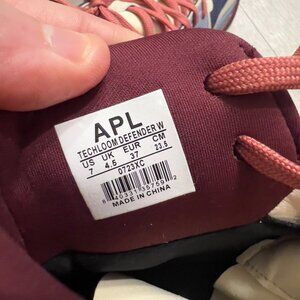 APL
TECHLOOM DEFENDER W
US UK EUR CM
7 4.5 37 23.5
0723XC
MADE IN CHINA